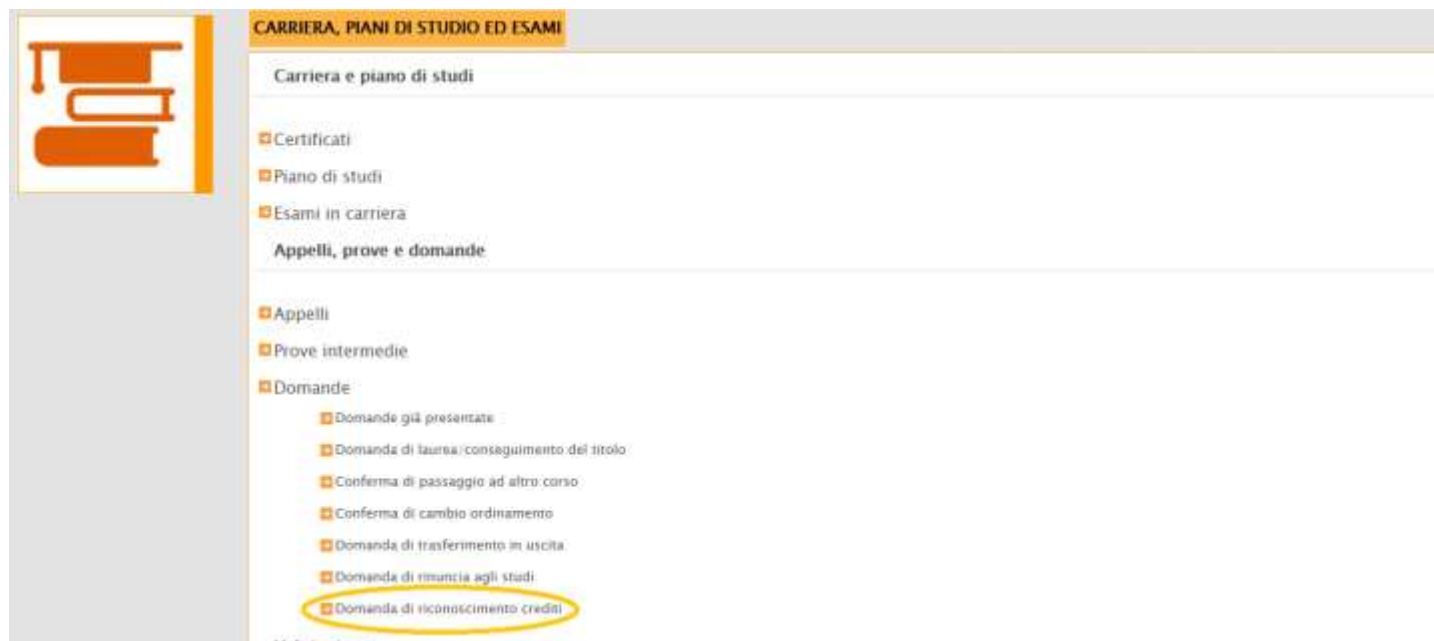 CARRIERA, PIANI DI STUDIO ED ESAMI
Carriera e piano di studi
Certificati
Piano di studi
Esami in carriera
Appelli, prove e domande
Appelli
Prove intermedie
Domande
Domande già presentate
Domanda di laurea/conseguimento del titolo
Conferma di passaggio ad altro corso
Conferma di cambio ordinamento
Domanda di trasferimento in uscita
Domanda di rinuncia agli studi
Domanda di riconoscimento crediti